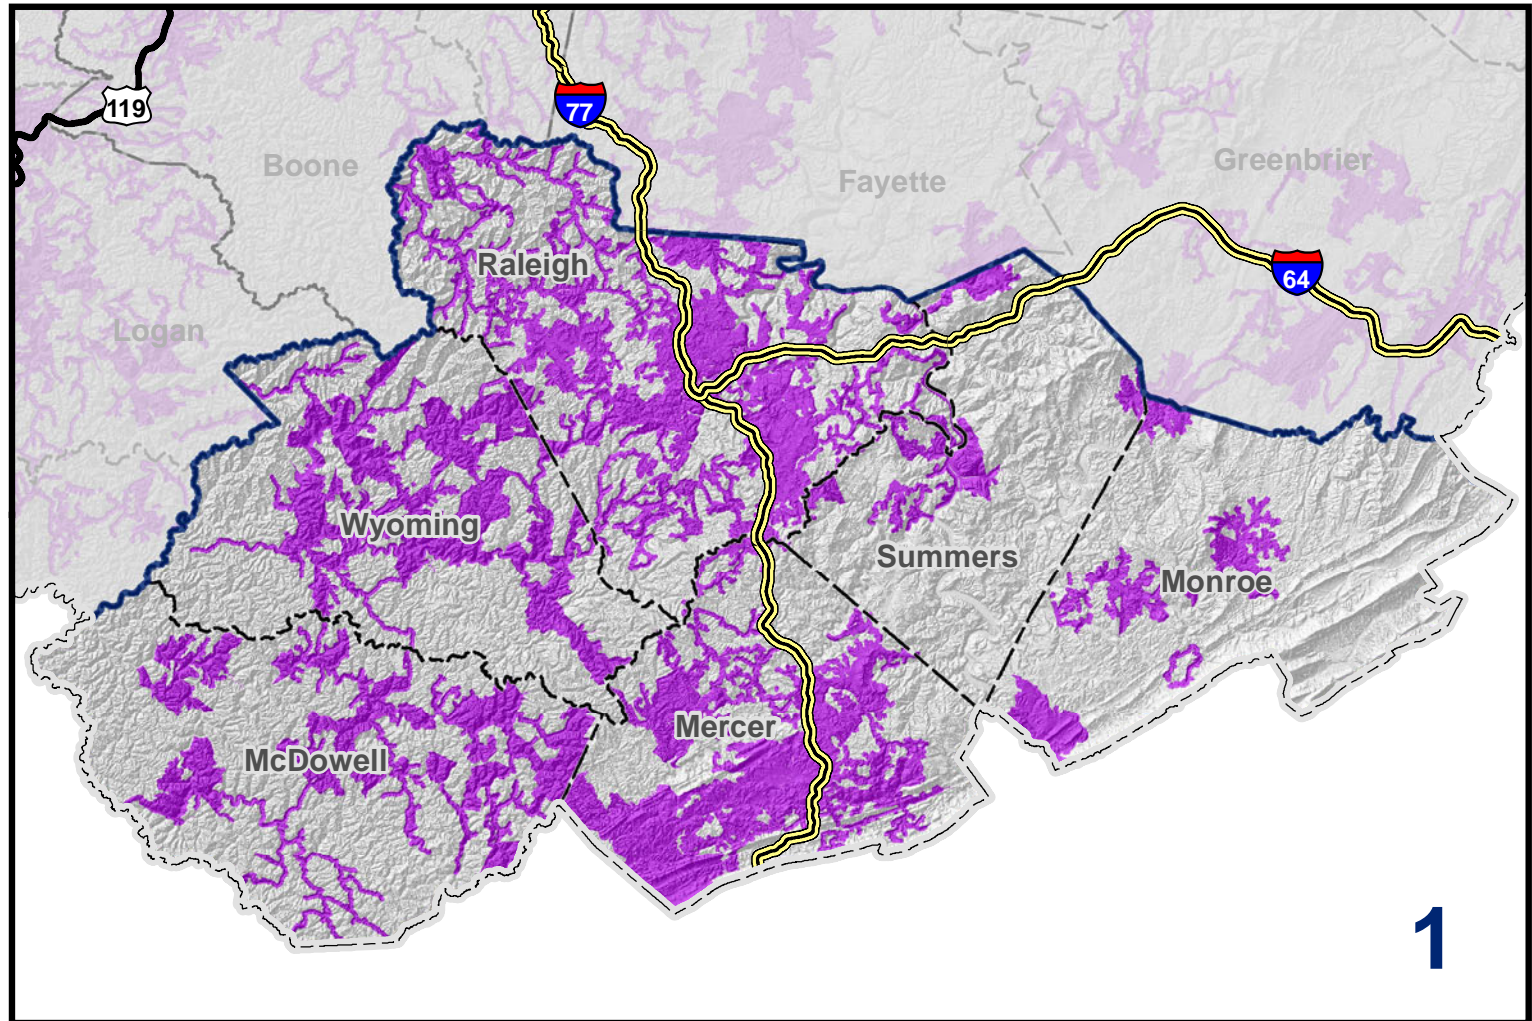 77
119
Boone
Greenbrier
Fayette
Raleigh
64
Logan
Wyoming
Summers
Monroe
Mercer
McDowell
1